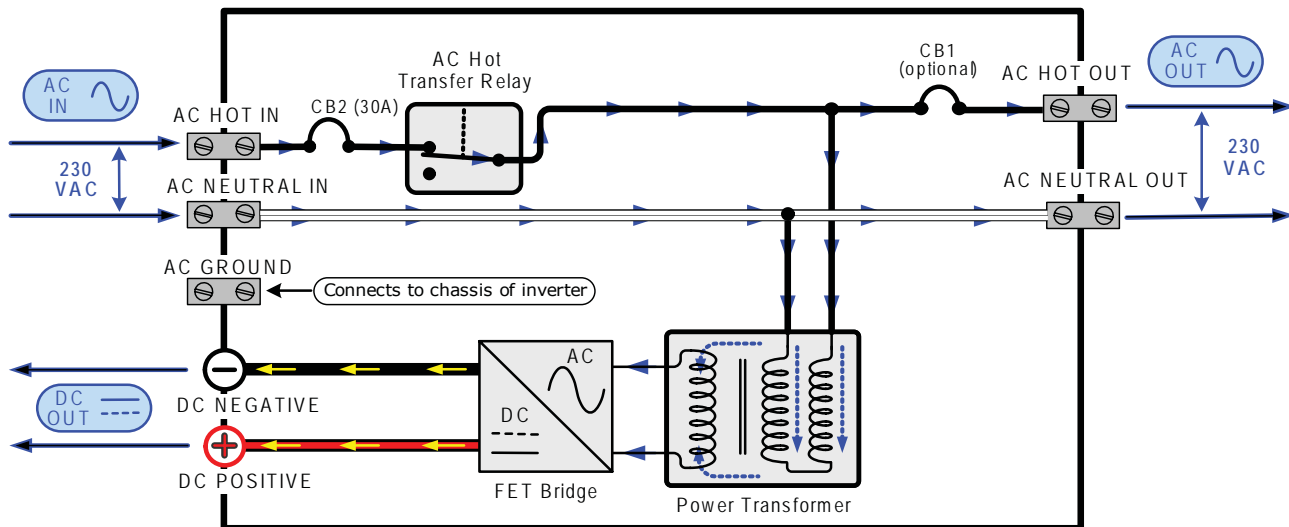 AC
IN
AC HOT IN
CB2 (30A)
AC Hot
Transfer Relay
CB1
(optional)
AC HOT OUT
AC
OUT
230
VAC
AC NEUTRAL IN
AC NEUTRAL OUT
230
VAC
AC GROUND
Connects to chassis of inverter
DC NEGATIVE
DC
OUT
DC POSITIVE
AC
DC
FET Bridge
Power Transformer